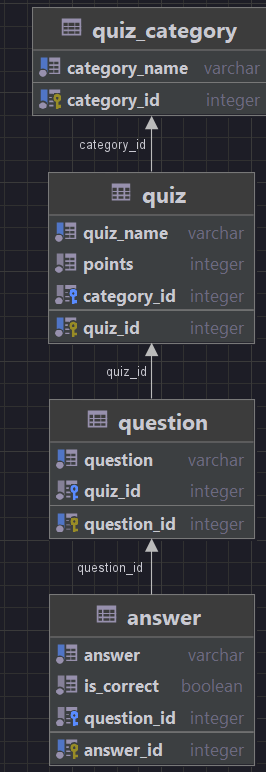 quiz_category
category_name varchar
category_id integer
category_id
quiz
quiz_name varchar
points integer
category_id integer
quiz_id integer
quiz_id
question
question varchar
quiz_id integer
question_id integer
question_id
answer
answer varchar
is_correct boolean
question_id integer
answer_id integer